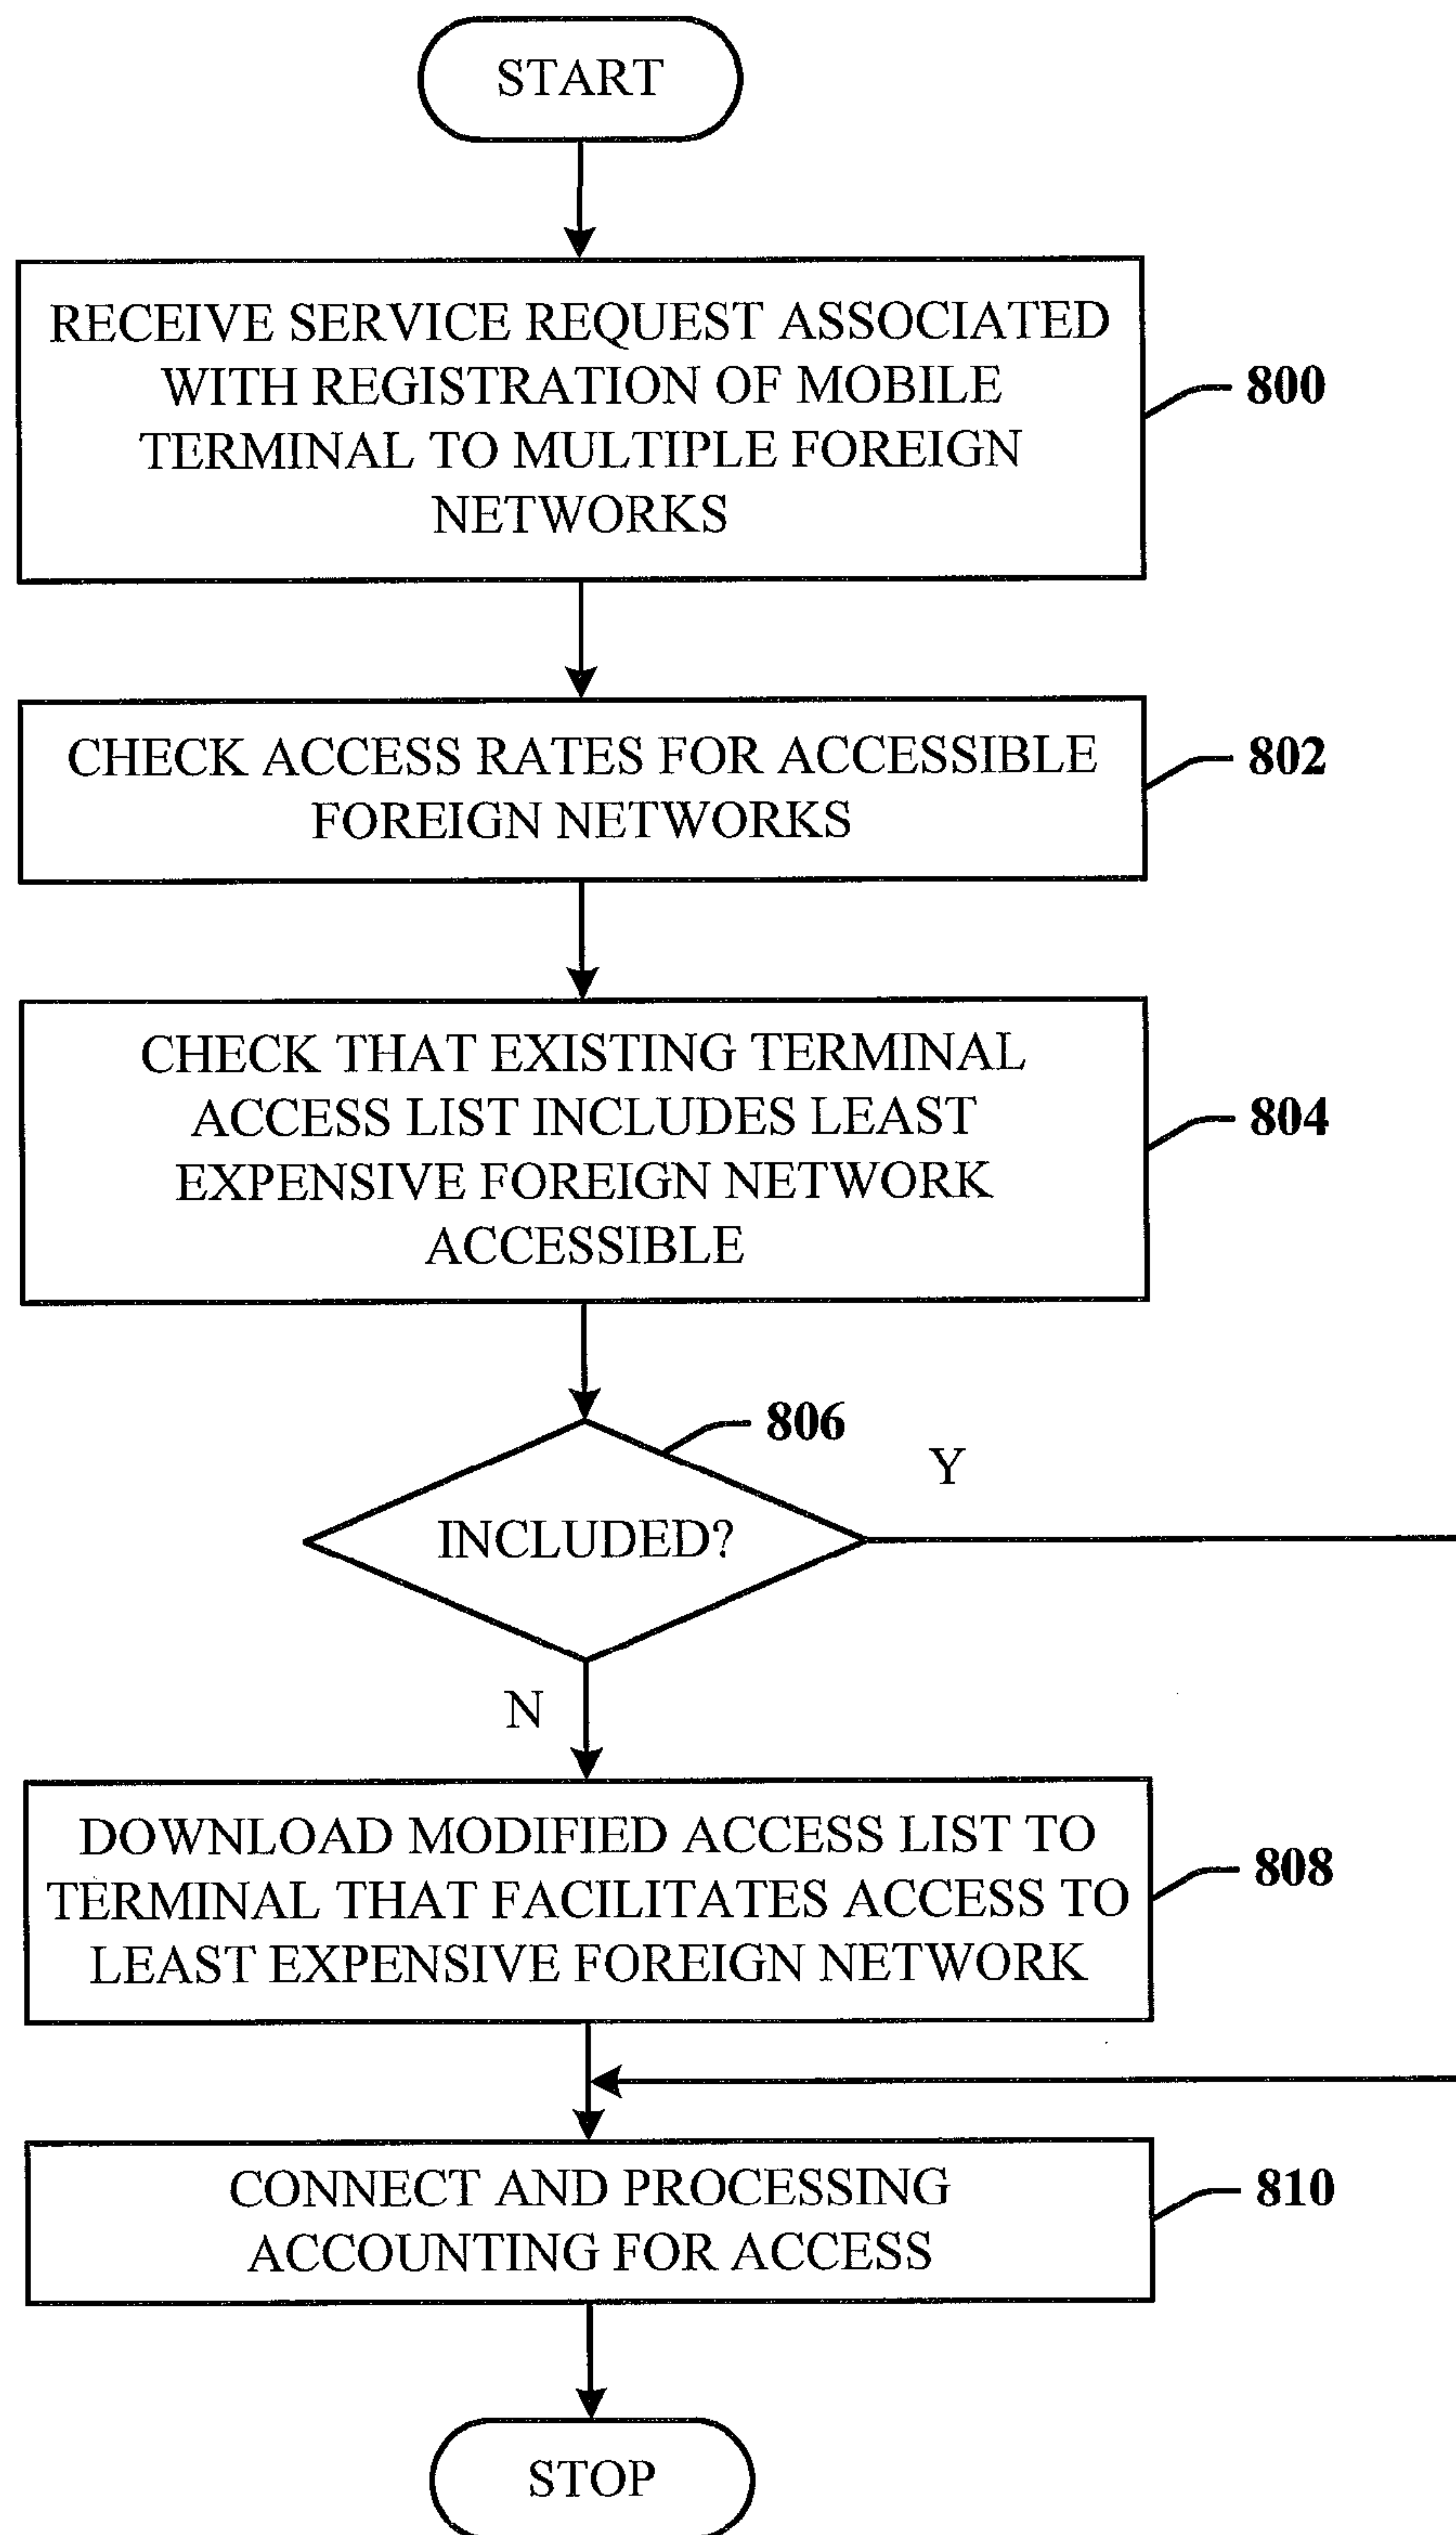 START
RECEIVE SERVICE REQUEST ASSOCIATED
WITH REGISTRATION OF MOBILE
TERMINAL TO MULTIPLE FOREIGN
NETWORKS
800
CHECK ACCESS RATES FOR ACCESSIBLE
FOREIGN NETWORKS
802
CHECK THAT EXISTING TERMINAL
ACCESS LIST INCLUDES LEAST
EXPENSIVE FOREIGN NETWORK
ACCESSIBLE
804
806
Y
INCLUDED?
N
DOWNLOAD MODIFIED ACCESS LIST TO
TERMINAL THAT FACILITATES ACCESS TO
LEAST EXPENSIVE FOREIGN NETWORK
808
CONNECT AND PROCESSING
ACCOUNTING FOR ACCESS
810
STOP